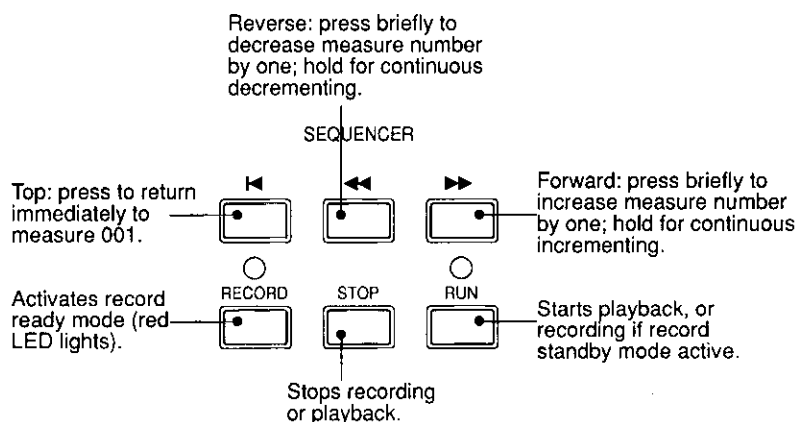 Reverse: press briefly to
decrease measure number
by one; hold for continuous
decrementing.
SEQUENCER
Top: press to return
immediately to
measure 001.
Forward: press briefly to
increase measure number
by one; hold for continuous
incrementing.
RECORD STOP RUN
Activates record
ready mode (red
LED lights).
Starts playback, or
recording if record
standby mode active.
Stops recording
or playback.